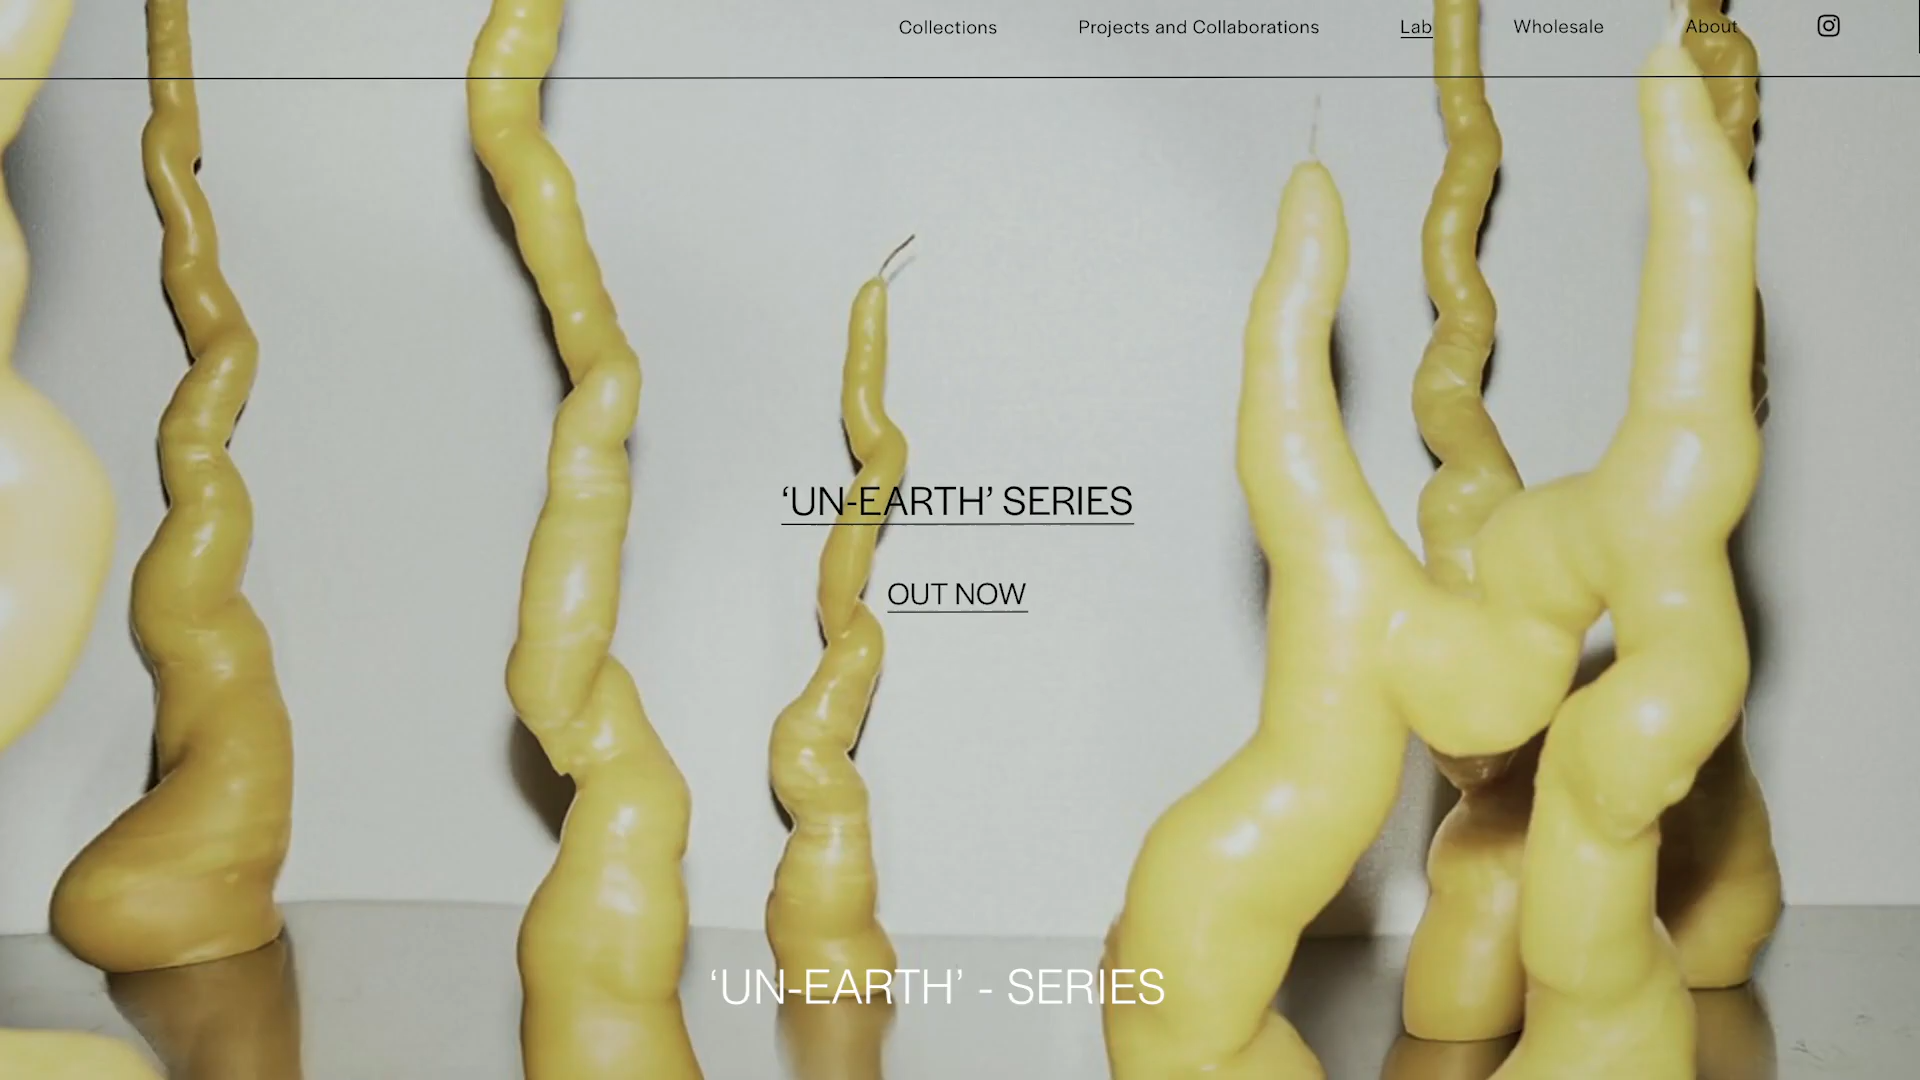 Collections
Projects and Collaborations
Lab
Wholesale
About
‘UN-EARTH’ SERIES
OUT NOW
‘UN-EARTH’ - SERIES